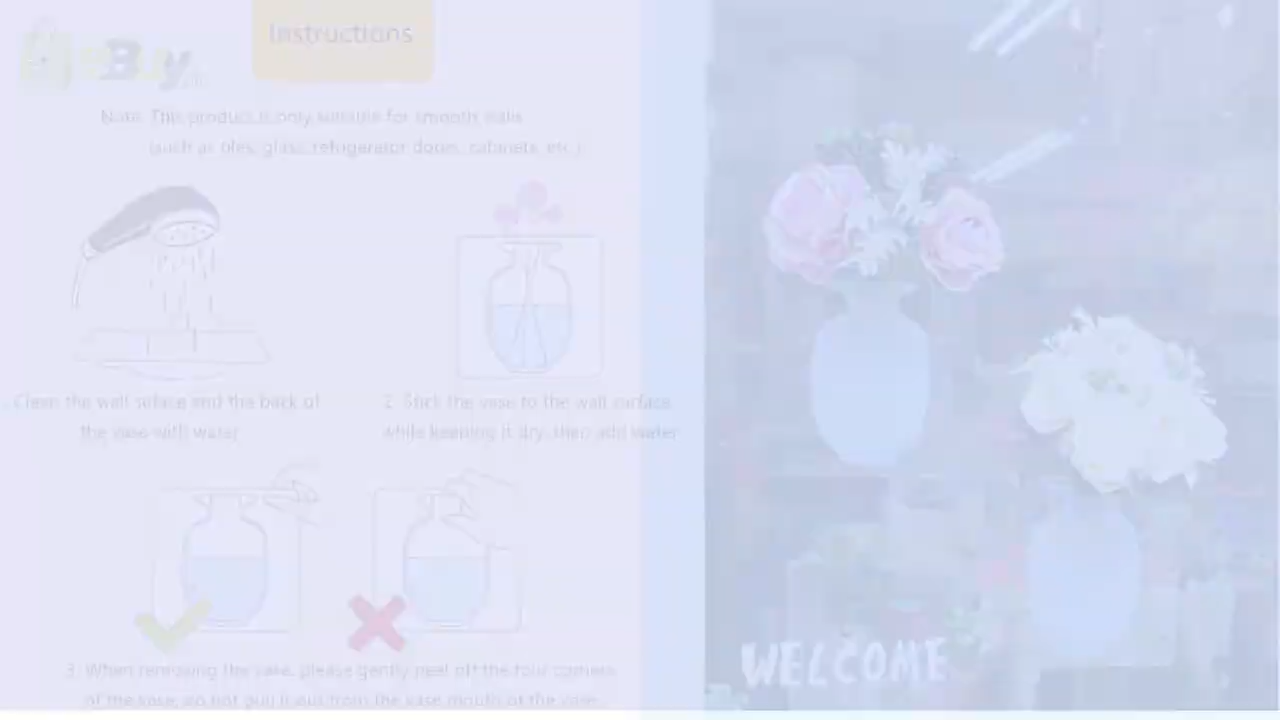 Instructions
Buy
Note: This product is only suitable for smooth walls
(such as tiles, glass, refrigerator doors, cabinets, etc.)
Clean the wall surface and the back of
the vase with water
2. Stick the vase to the wall surface
while keeping it dry, then add water
3. When removing the vase, please gently peel off the four corners
of the vase, do not pull it out from the vase mouth of the vase
WELCOME